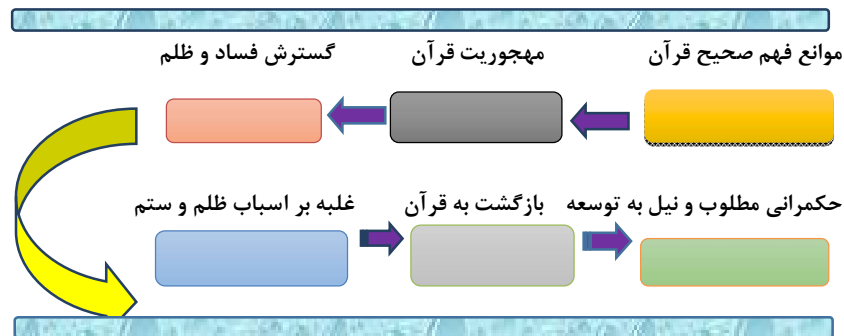 موانع فهم صحیح قرآن مهجوریت قرآن گسترش فساد و ظلم
حکمرانی مطلوب و نیل به توسعه بازگشت به قرآن غلبه بر اسباب ظلم و ستم